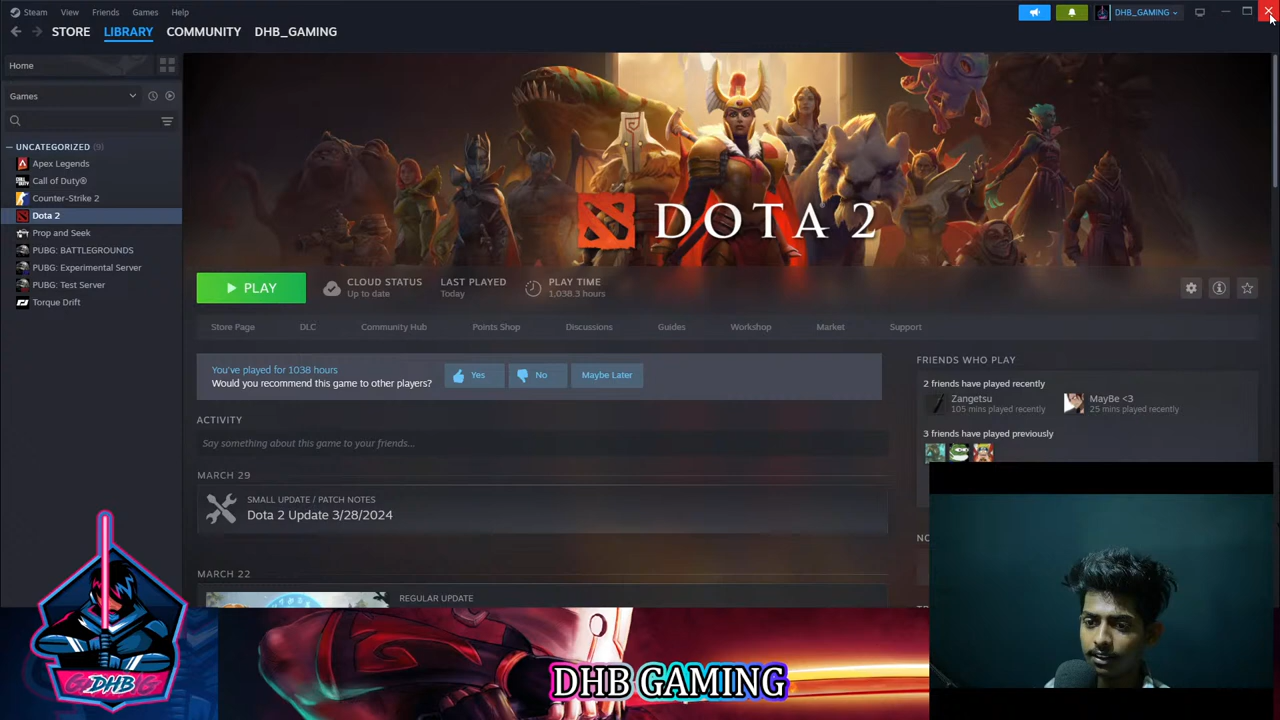 Steam View Friends Games Help
DHB_GAMING
STORE LIBRARY COMMUNITY DHB_GAMING
Home
Games
UNCATEGORIZED (9)
Apex Legends
Call of Duty®
Counter-Strike 2
Dota 2
Prop and Seek
PUBG: BATTLEGROUNDS
PUBG: Experimental Server
PUBG: Test Server
Torque Drift
DOTA 2
PLAY
CLOUD STATUS
Up to date
LAST PLAYED
Today
PLAY TIME
1,038.3 hours
Store Page DLC Community Hub Points Shop Discussions Guides Workshop Market Support
You've played for 1038 hours
Would you recommend this game to other players?
Yes No Maybe Later
ACTIVITY
Say something about this game to your friends...
MARCH 29
SMALL UPDATE / PATCH NOTES
Dota 2 Update 3/28/2024
MARCH 22
REGULAR UPDATE
FRIENDS WHO PLAY
2 friends have played recently
Zangetsu
105 mins played recently
MayBe <3
25 mins played recently
3 friends have played previously
DHB
DHB GAMING